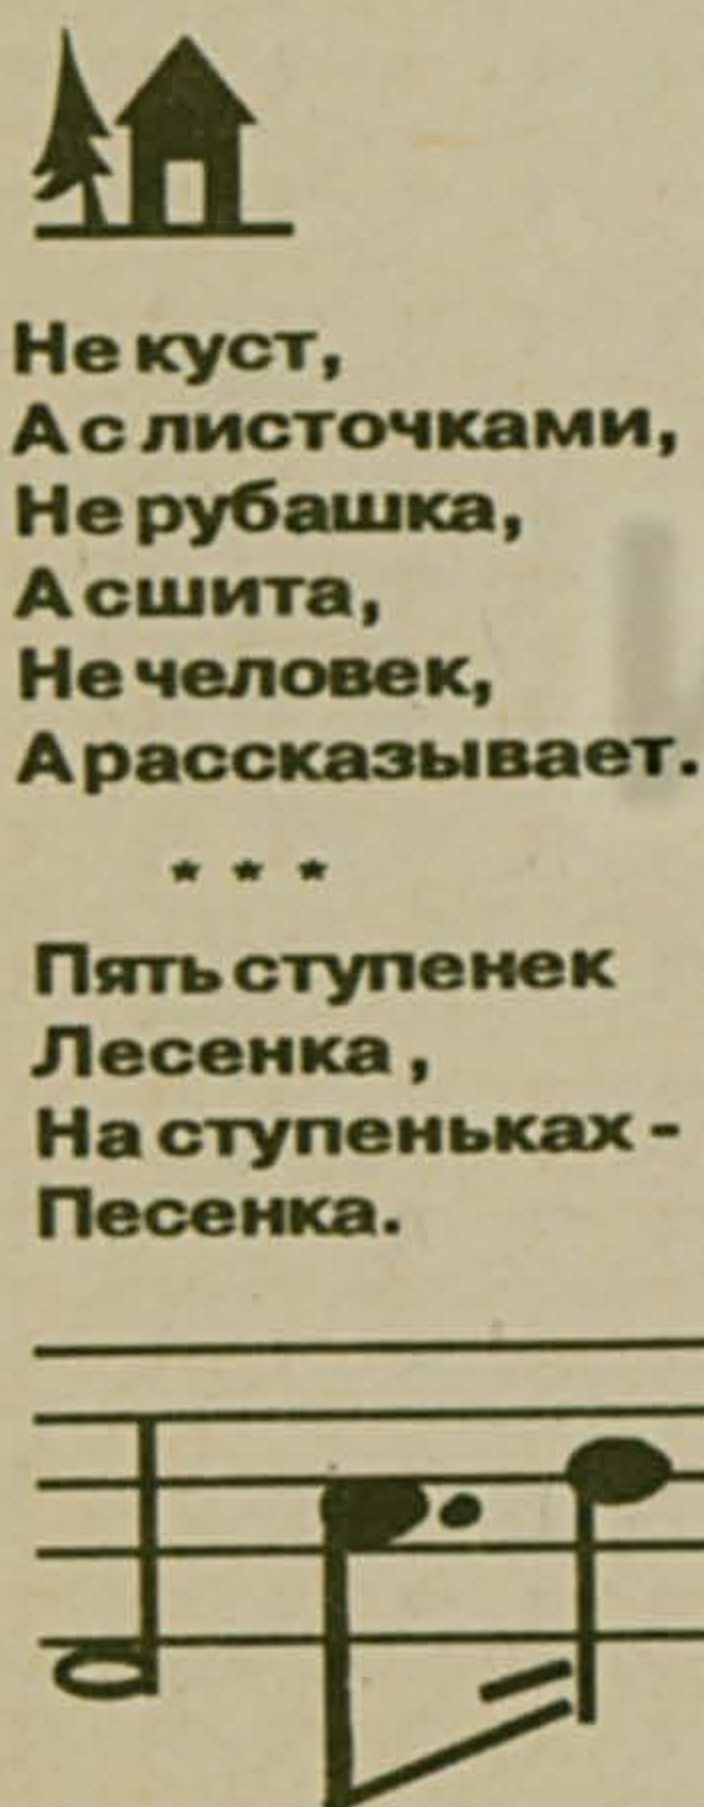 Не куст,
А с листочками,
Не рубашка,
А сшита,
Не человек,
А рассказывает.
* * *
Пять ступенек
Лесенка ,
На ступеньках -
Песенка.